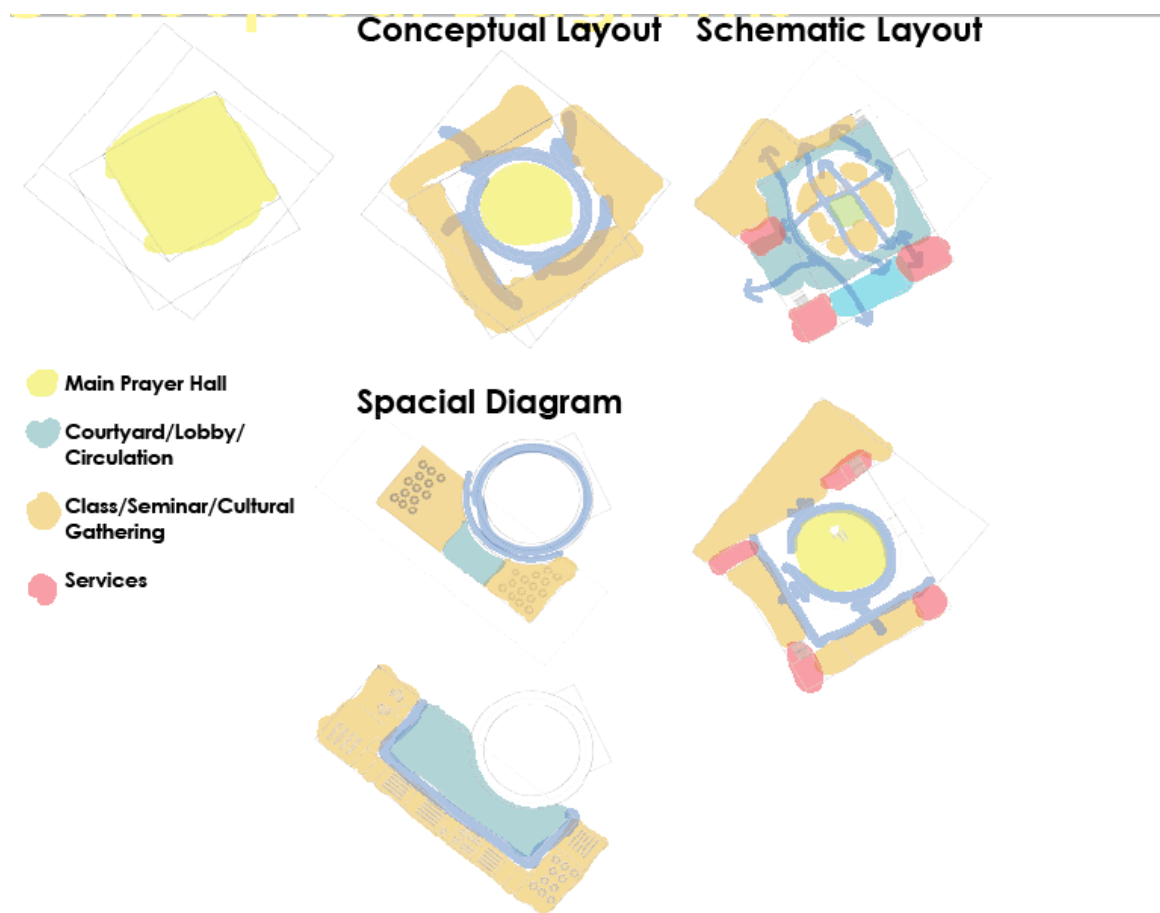 Conceptual Layout
Schematic Layout
Main Prayer Hall
Courtyard/Lobby/
Circulation
Class/Seminar/Cultural
Gathering
Services
Spacial Diagram